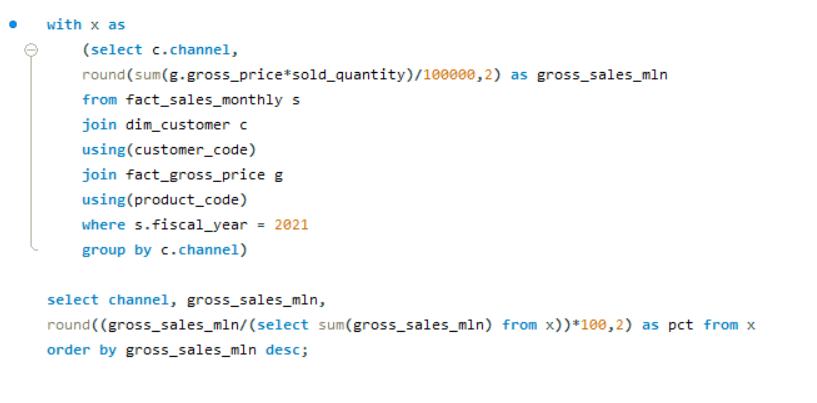 with x as
(select c.channel,
round(sum(g.gross_price*sold_quantity)/100000,2) as gross_sales_mln
from fact_sales_monthly s
join dim_customer c
using(customer_code)
join fact_gross_price g
using(product_code)
where s.fiscal_year = 2021
group by c.channel)
select channel, gross_sales_mln,
round((gross_sales_mln/(select sum(gross_sales_mln) from x))*100,2) as pct from x
order by gross_sales_mln desc;